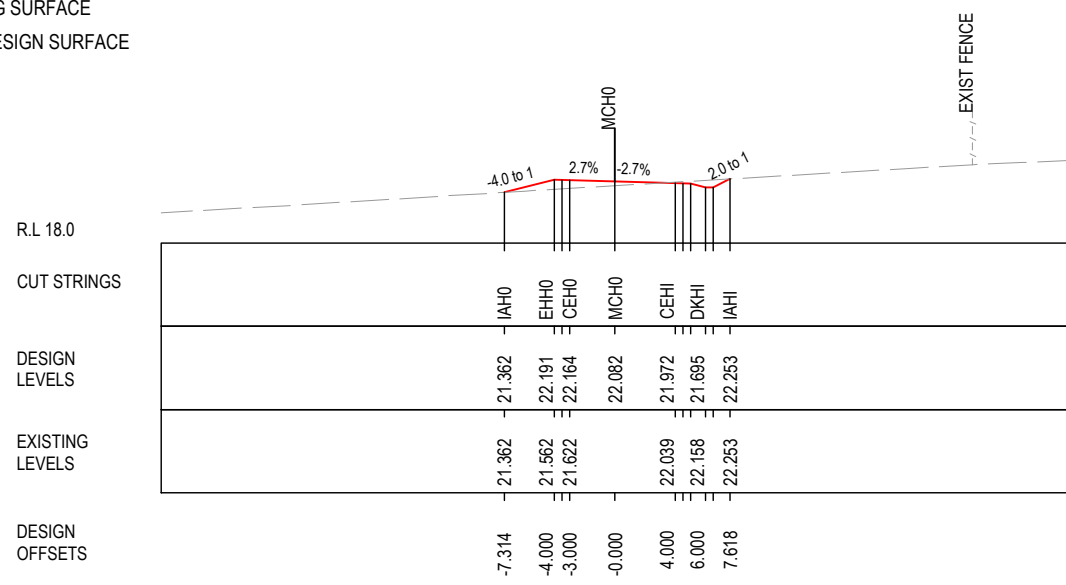 G SURFACE
ESIGN SURFACE
EXIST FENCE
MCH0
-4.0 to 1
2.7%
-2.7%
2.0 to 1
R.L 18.0
CUT STRINGS
IAH0
EHH0
CEH0
MCH0
CEHI
DKHI
IAHI
DESIGN
LEVELS
21.362
22.191
22.164
22.082
21.972
21.695
22.253
EXISTING
LEVELS
21.362
21.562
21.622
22.039
22.158
22.253
DESIGN
OFFSETS
-7.314
-4.000
-3.000
-0.000
4.000
6.000
7.618